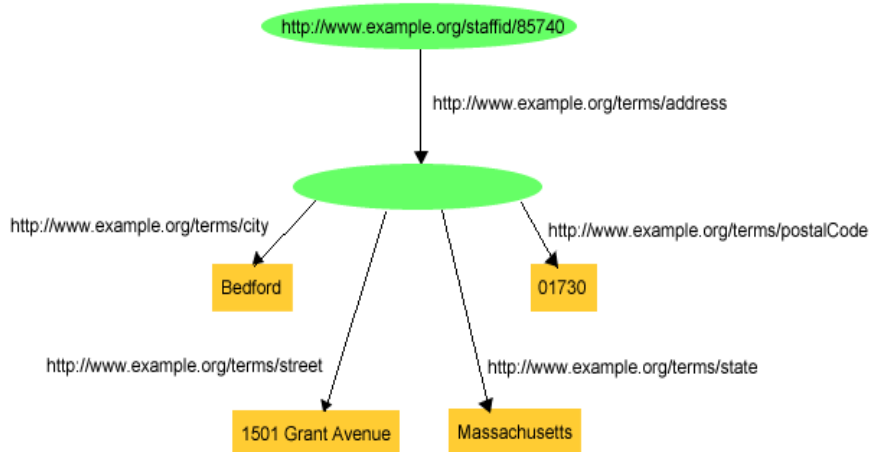 http://www.example.org/staffid/85740
http://www.example.org/terms/address
http://www.example.org/terms/city
http://www.example.org/terms/postalCode
Bedford
01730
http://www.example.org/terms/street
http://www.example.org/terms/state
1501 Grant Avenue
Massachusetts